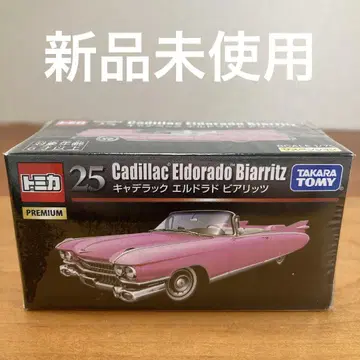 新品未使用
トミカ
PREMIUM
25
Cadillac Eldorado Biarritz
キャデラック エルドラド ビアリッツ
TAKARA
TOMY